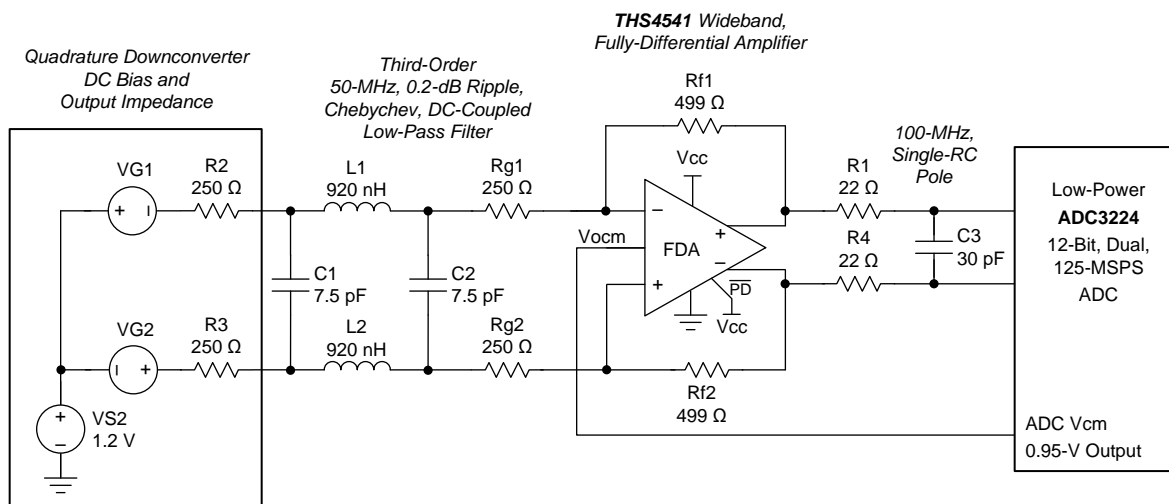 THS4541 Wideband,
Fully-Differential Amplifier
Quadrature Downconverter
DC Bias and
Output Impedance
Third-Order
50-MHz, 0.2-dB Ripple,
Chebychev, DC-Coupled
Low-Pass Filter
Rf1
499 Ω
100-MHz,
Single-RC
Pole
VG1
R2
250 Ω
L1
920 nH
Rg1
250 Ω
Vcc
R1
22 Ω
Low-Power
ADC3224
12-Bit, Dual,
125-MSPS
ADC
+
–
–
+
Vocm
FDA
–
+
R4
22 Ω
C3
30 pF
C1
7.5 pF
C2
7.5 pF
PD
Vcc
VG2
R3
250 Ω
L2
920 nH
Rg2
250 Ω
–
+
Rf2
499 Ω
+
–
VS2
1.2 V
ADC Vcm
0.95-V Output